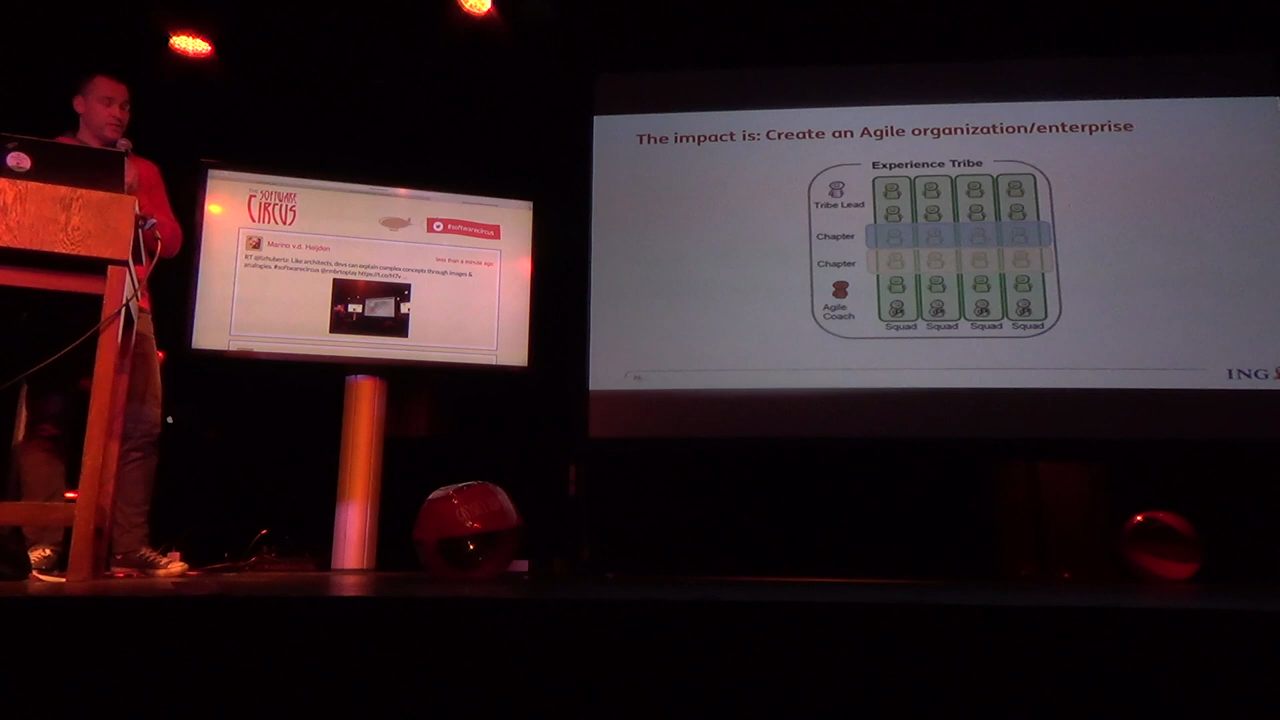 THE SOFTWARE
CIRCUS
#softwarecircus
Marino v.d. Heijden
less than a minute ago
RT @lizhubertz: Like architects, devs can explain complex concepts through images &
analogies. #softwarecircus
The impact is: Create an Agile organization/enterprise
Experience Tribe
Tribe Lead
Chapter
Chapter
Agile
Coach
Squad Squad Squad Squad
ING